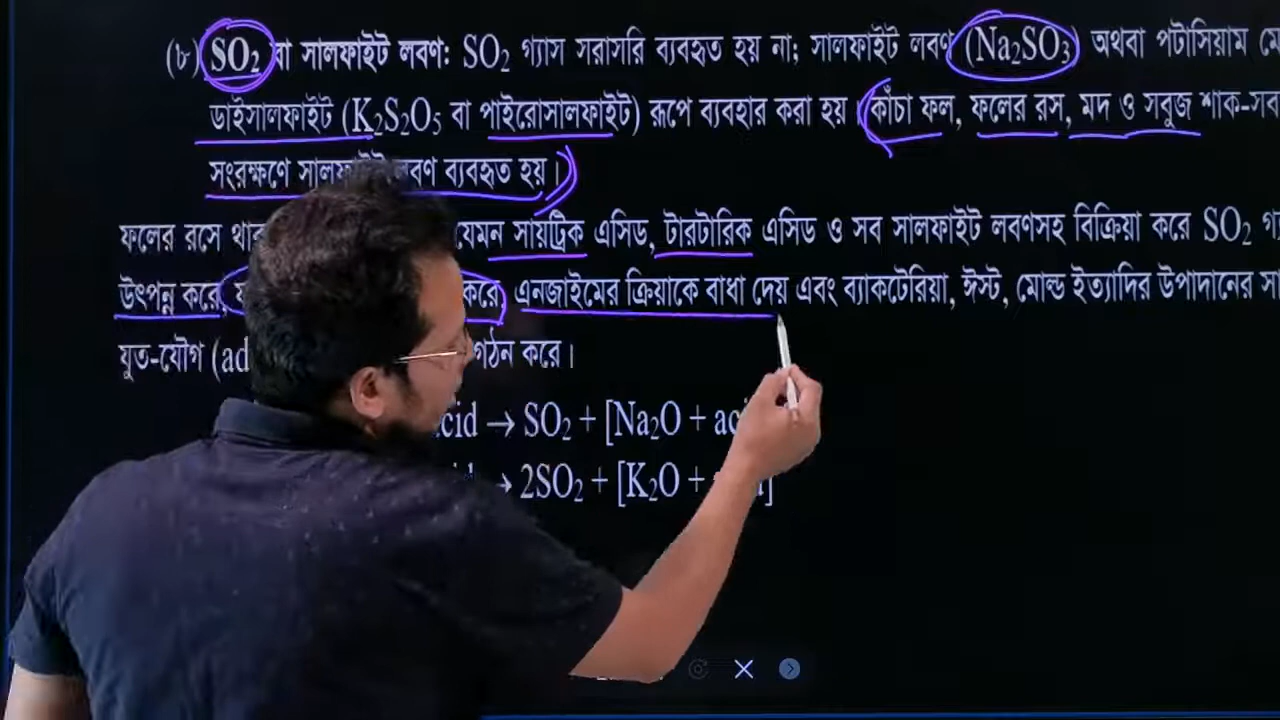 (৮) SO₂ বা সালফাইট লবণ: SO₂ গ্যাস সরাসরি ব্যবহৃত হয় না; সালফাইট লবণ (Na₂SO₃) অথবা পটাসিয়াম
ডাইসালফাইট (K₂S₂O₅ বা পাইরোসালফাইট) রূপে ব্যবহার করা হয়। কাঁচা ফল, ফলের রস, মদ ও সবুজ শাক-সব
সংরক্ষণে লবণ ব্যবহৃত হয়।
ফলের রসে যেমন সায়ট্রিক এসিড, টারটারিক এসিড ও সব সালফাইট লবণসহ বিক্রিয়া করে SO₂
উৎপন্ন করে, করে, এনজাইমের ক্রিয়াকে বাধা দেয় এবং ব্যাকটেরিয়া, ঈস্ট, মোল্ড ইত্যাদির উপাদানের
যুত-যৌগ (ad গঠন করে।
→ SO₂ + [Na₂O +
→ 2SO₂ + [K₂O +